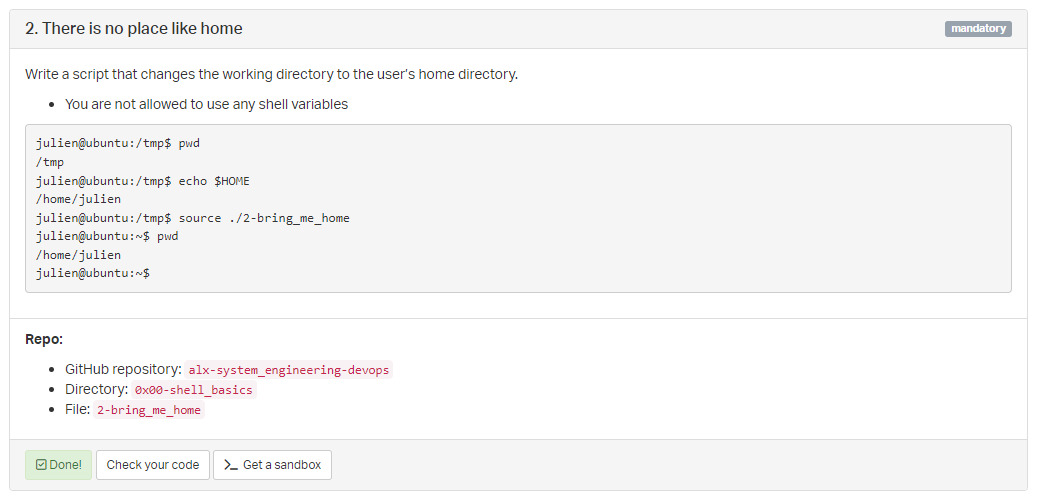 2. There is no place like home
mandatory
Write a script that changes the working directory to the user's home directory.
• You are not allowed to use any shell variables
julien@ubuntu:/tmp$ pwd
/tmp
julien@ubuntu:/tmp$ echo $HOME
/home/julien
julien@ubuntu:/tmp$ source ./2-bring_me_home
julien@ubuntu:~$ pwd
/home/julien
julien@ubuntu:~$
Repo:
• GitHub repository: alx-system_engineering-devops
• Directory: 0x00-shell_basics
• File: 2-bring_me_home
Done! Check your code >_ Get a sandbox